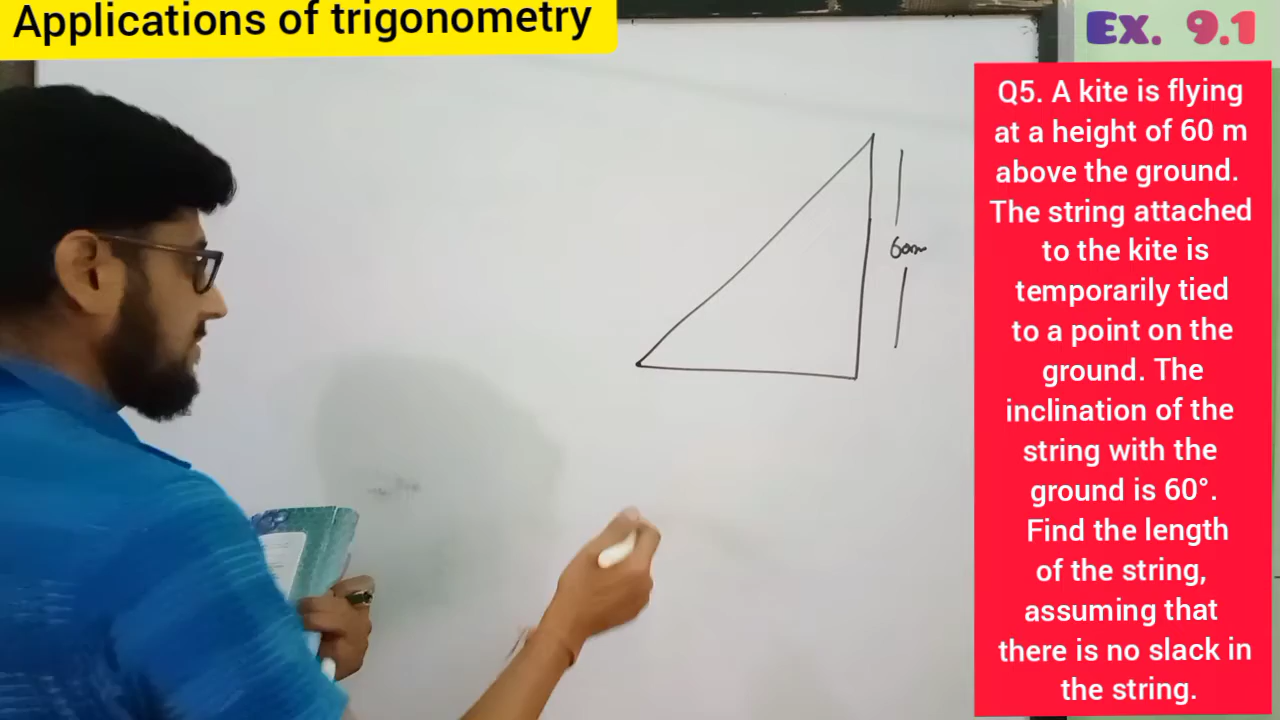 Applications of trigonometry
Ex. 9.1
Q5. A kite is flying
at a height of 60 m
above the ground.
The string attached
to the kite is
temporarily tied
to a point on the
ground. The
inclination of the
string with the
ground is 60°.
Find the length
of the string,
assuming that
there is no slack in
the string.
60m